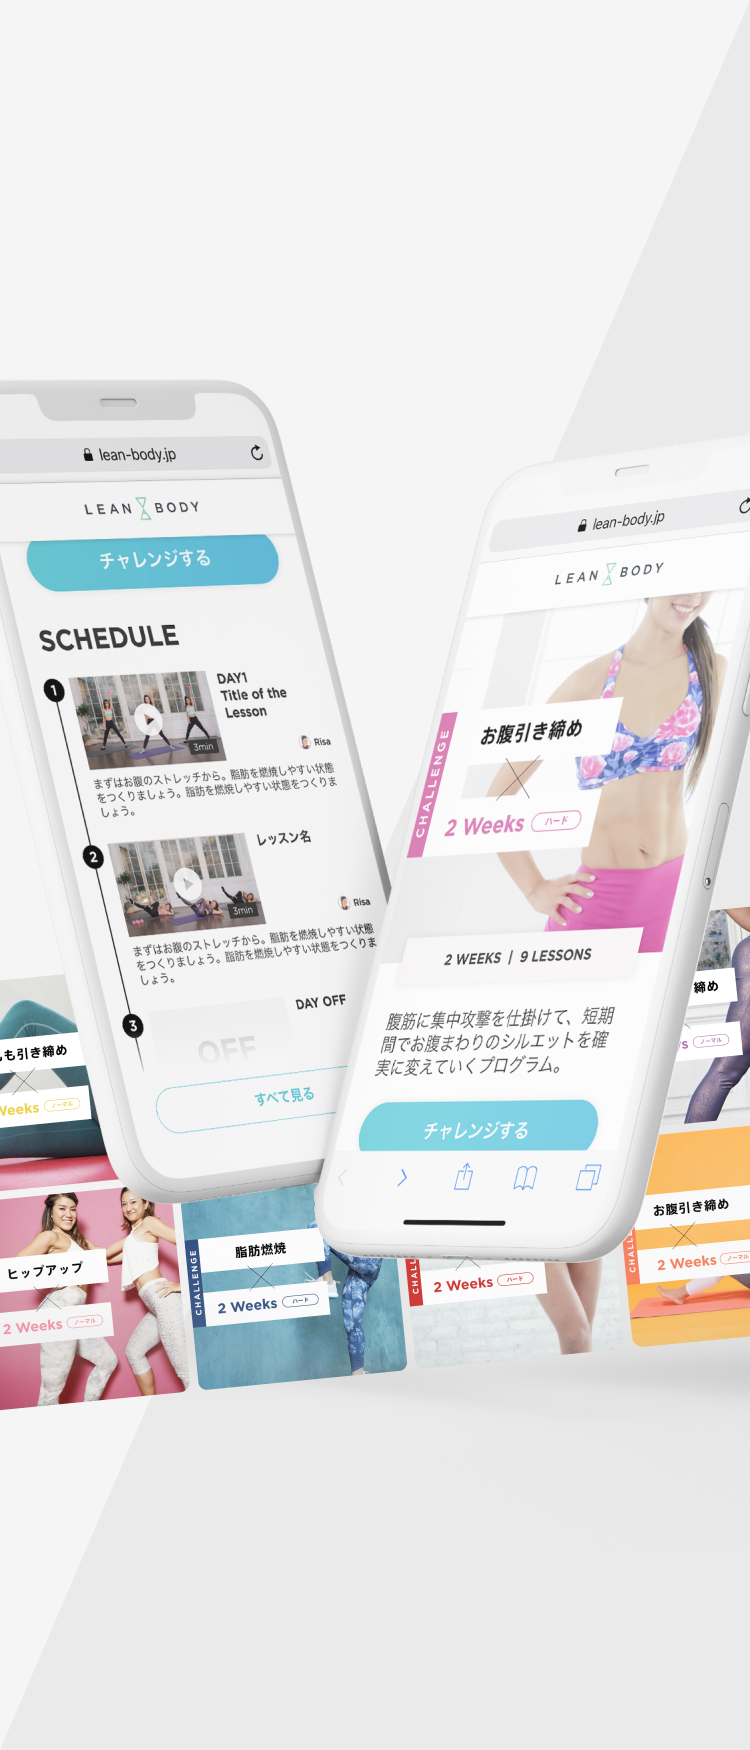 lean-body.jp
LEAN BODY
チャレンジする
SCHEDULE
1
DAY1
Title of the
Lesson
3min
Risa
まずはお腹のストレッチから。脂肪を燃焼しやすい状態
をつくりましょう。脂肪を燃焼しやすい状態をつくりま
しょう。
2
レッスン名
3min
Risa
まずはお腹のストレッチから。脂肪を燃焼しやすい状態
をつくりましょう。脂肪を燃焼しやすい状態をつくりま
しょう。
3
DAY OFF
OFF
すべて見る
lean-body.jp
LEAN BODY
CHALLENGE
お腹引き締め
2 Weeks ハード
2 WEEKS | 9 LESSONS
腹筋に集中攻撃を仕掛けて、短期
間でお腹まわりのシルエットを確
実に変えていくプログラム。
チャレンジする
も引き締め
Weeks ノーマル
締め
s ノーマル
ヒップアップ
2 Weeks ノーマル
CHALLENGE
脂肪燃焼
2 Weeks ハード
CHALL
2 Weeks ハード
CHALL
お腹引き締め
2 Weeks ノーマル